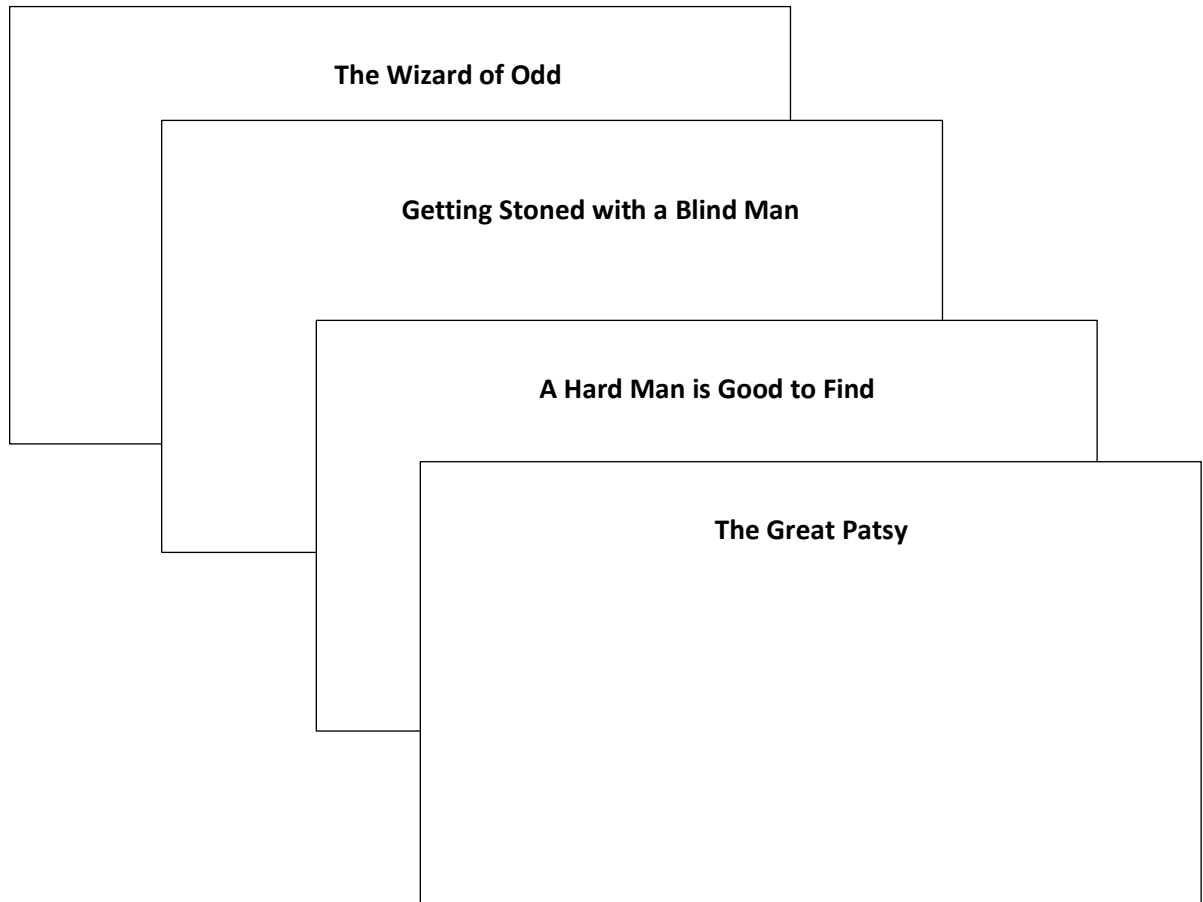 The Wizard of Odd
Getting Stoned with a Blind Man
A Hard Man is Good to Find
The Great Patsy